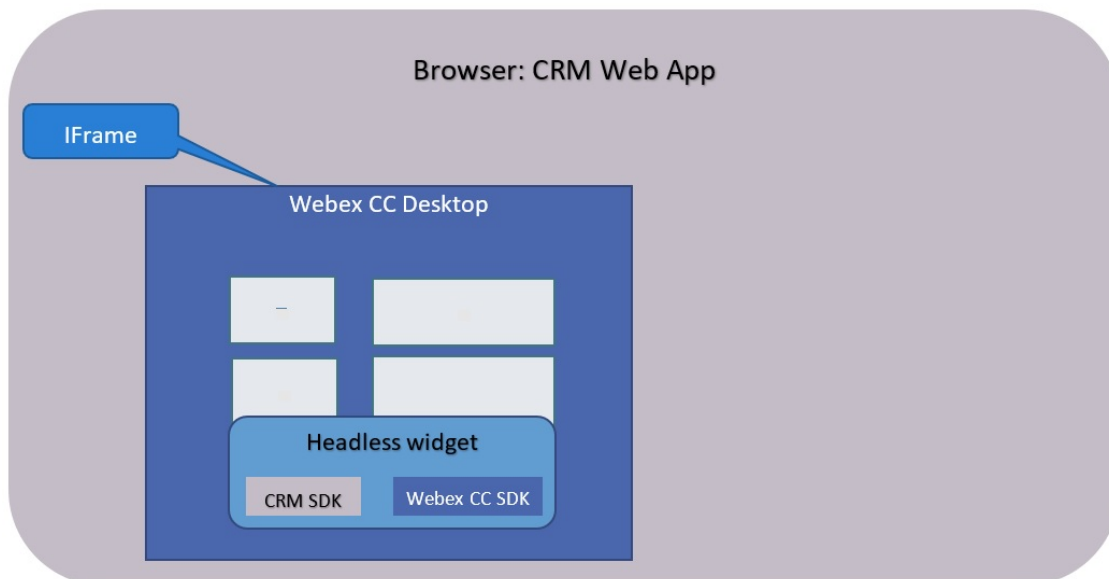 Browser: CRM Web App
IFrame
Webex CC Desktop
Headless widget
CRM SDK
Webex CC SDK